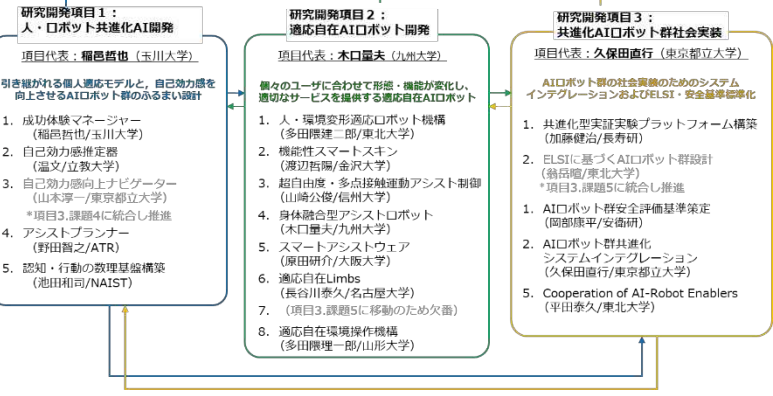 研究開発項目1：
人・ロボット共進化AI開発
項目代表：稲邑哲也（玉川大学）
引き継がれる個人適応モデルと，自己効力感を
向上させるAIロボット群のふるまい設計
1. 成功体験マネージャー
（稲邑哲也/玉川大学）
2. 自己効力感推定器
（温文/立教大学）
3. 自己効力感向上ナビゲーター
（山本淳一/東京都立大学）
*項目3.課題4に統合し推進
4. アシストプランナー
（野田智之/ATR）
5. 認知・行動の数理基盤構築
（池田和司/NAIST）
研究開発項目2：
適応自在AIロボット開発
項目代表：木口量夫（九州大学）
個々のユーザに合わせて形態・機能が変化し、
適切なサービスを提供する適応自在AIロボット
1. 人・環境変形適応ロボット機構
（多田隈建二郎/東北大学）
2. 機能性スマートスキン
（渡辺哲陽/金沢大学）
3. 超自由度・多点接触運動アシスト制御
（山崎公俊/信州大学）
4. 身体融合型アシストロボット
（木口量夫/九州大学）
5. スマートアシストウェア
（原田研介/大阪大学）
6. 適応自在Limbs
（長谷川泰久/名古屋大学）
7. （項目3.課題5に移動のため欠番）
8. 適応自在環境操作機構
（多田隈理一郎/山形大学）
研究開発項目3：
共進化AIロボット群社会実装
項目代表：久保田直行（東京都立大学）
AIロボット群の社会実装のためのシステム
インテグレーションおよびELSI・安全基準標準化
1. 共進化型実証実験プラットフォーム構築
（加藤健治/長寿研）
2. ELSIに基づくAIロボット群設計
（翁岳暄/東北大学）
*項目3.課題5に統合し推進
1. AIロボット群安全評価基準策定
（岡部康平/安衛研）
2. AIロボット群共進化
システムインテグレーション
（久保田直行/東京都立大学）
5. Cooperation of AI-Robot Enablers
（平田泰久/東北大学）